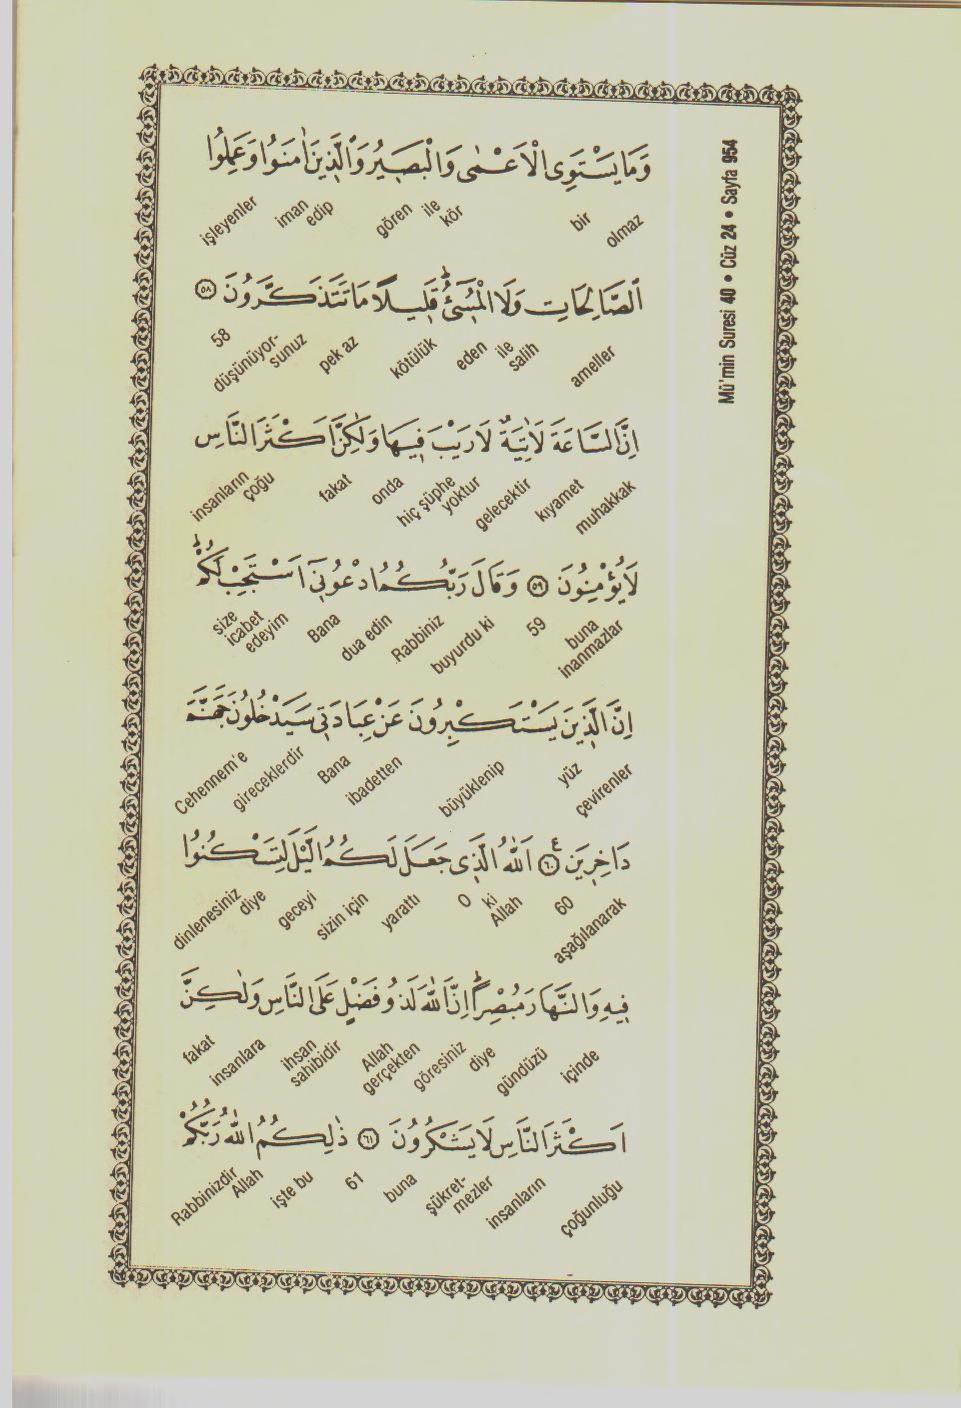 Mü'min Suresi 40 • Cüz 24 • Sayfa 954
وَمَا يَسْتَوِى الْاَعْمٰى وَالْبَصٖيرُ وَالَّذٖينَ اٰمَنُوا وَعَمِلُوا
olmaz bir kör ile gören iman edip işleyenler
الصَّالِحَاتِ وَلَا الْمُسٖٓىءُۜ قَلٖيلًا مَا تَتَذَكَّرُونَ ﴿٥٨﴾
ameller salih ile eden kötülük pek az düşünüyor-sunuz 58
اِنَّ السَّاعَةَ لَاٰتِيَةٌ لَا رَيْبَ فٖيهَا وَلٰكِنَّ اَكْثَرَ النَّاسِ
muhakkak kıyamet gelecektir hiç şüphe yoktur onda fakat insanların çoğu
لَا يُؤْمِنُونَ ﴿٥٩﴾ وَقَالَ رَبُّكُمُ ادْعُونٖٓى اَسْتَجِبْ لَكُمْۜ
buna inanmazlar 59 buyurdu ki Rabbiniz dua edin Bana size icabet edeyim
اِنَّ الَّذٖينَ يَسْتَكْبِرُونَ عَنْ عِبَادَتٖى سَيَدْخُلُونَ جَهَنَّمَ
yüz çevirenler büyüklenip ibadetten Bana gireceklerdir Cehennem'e
دَاخِرٖينَ ﴿٦٠﴾ ع اَللّٰهُ الَّذٖى جَعَلَ لَكُمُ الَّيْلَ لِتَسْكُنُوا
aşağılanarak 60 ki Allah O yarattı sizin için geceyi diye dinlenesiniz
فٖيهِ وَالنَّهَارَ مُبْصِرًاۜ اِنَّ اللّٰهَ لَذُو فَضْلٍ عَلَى النَّاسِ وَلٰكِنَّ
içinde gündüzü diye göresiniz Allah gerçekten ihsan sahibidir insanlara fakat
اَكْثَرَ النَّاسِ لَا يَشْكُرُونَ ﴿٦١﴾ ذٰلِكُمُ اللّٰهُ رَبُّكُمْ
çoğunluğu insanların şükret-mezler buna 61 işte bu Allah Rabbinizdir